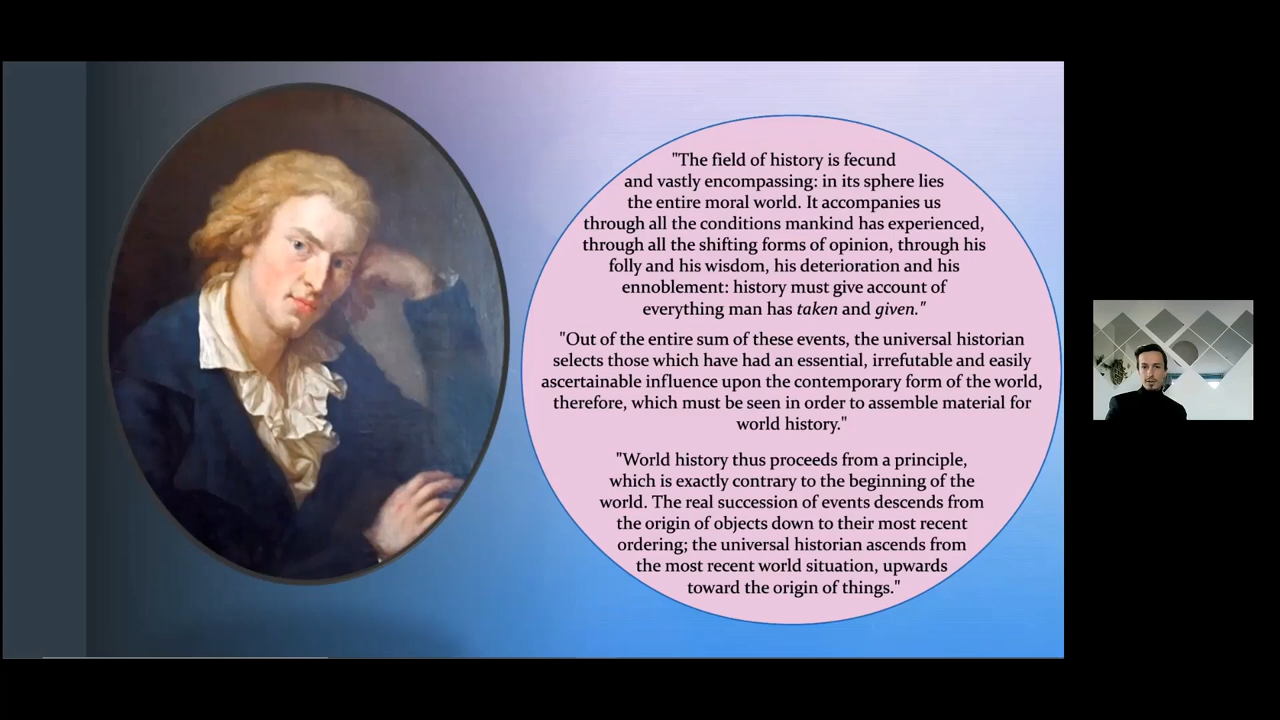 "The field of history is fecund
and vastly encompassing: in its sphere lies
the entire moral world. It accompanies us
through all the conditions mankind has experienced,
through all the shifting forms of opinion, through his
folly and his wisdom, his deterioration and his
ennoblement: history must give account of
everything man has taken and given."
"Out of the entire sum of these events, the universal historian
selects those which have had an essential, irrefutable and easily
ascertainable influence upon the contemporary form of the world,
therefore, which must be seen in order to assemble material for
world history."
"World history thus proceeds from a principle,
which is exactly contrary to the beginning of the
world. The real succession of events descends from
the origin of objects down to their most recent
ordering; the universal historian ascends from
the most recent world situation, upwards
toward the origin of things."